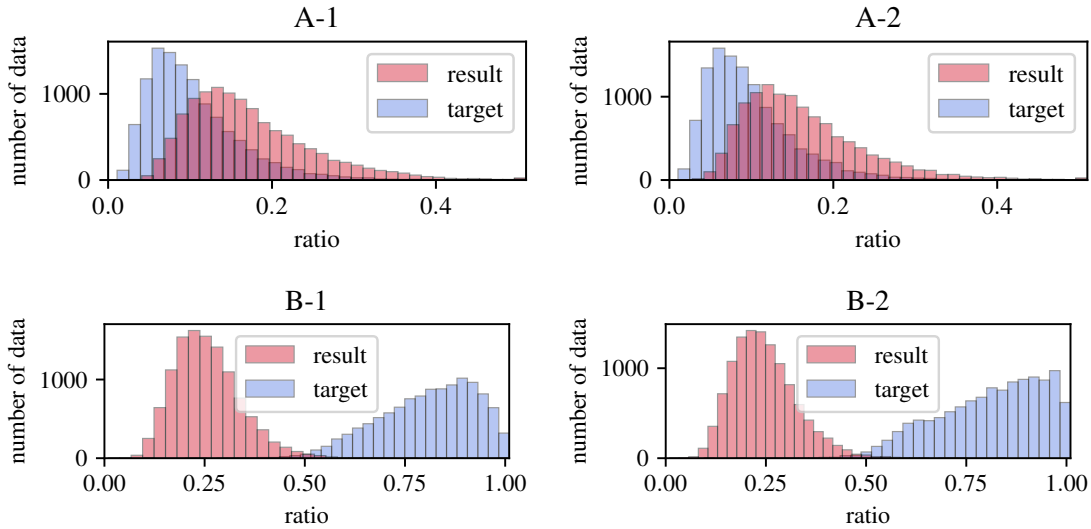 A-1
number of data
1000
0
0.0
0.2
0.4
ratio
result
target
A-2
number of data
1000
0
0.0
0.2
0.4
ratio
result
target
B-1
number of data
1000
0
0.00
0.25
0.50
0.75
1.00
ratio
result
target
B-2
number of data
1000
0
0.00
0.25
0.50
0.75
1.00
ratio
result
target